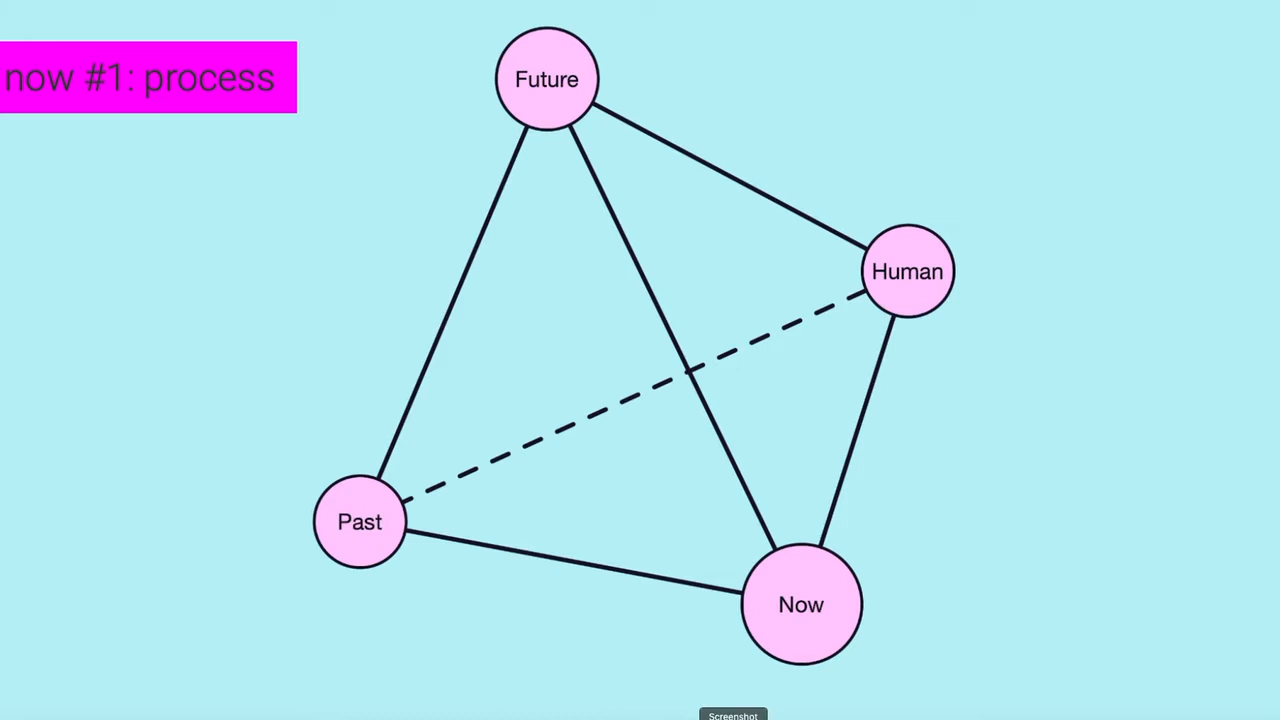 now #1: process
Future
Human
Past
Now
Screenshot